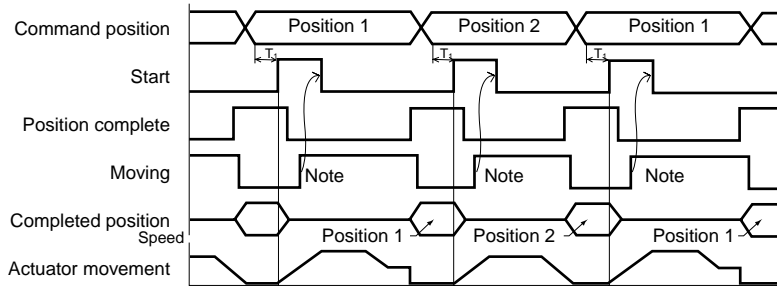 Command position Position 1 Position 2 Position 1
T1 T1 T1
Start
Position complete
Moving Note Note Note
Completed position
Speed Position 1 Position 2 Position 1
Actuator movement